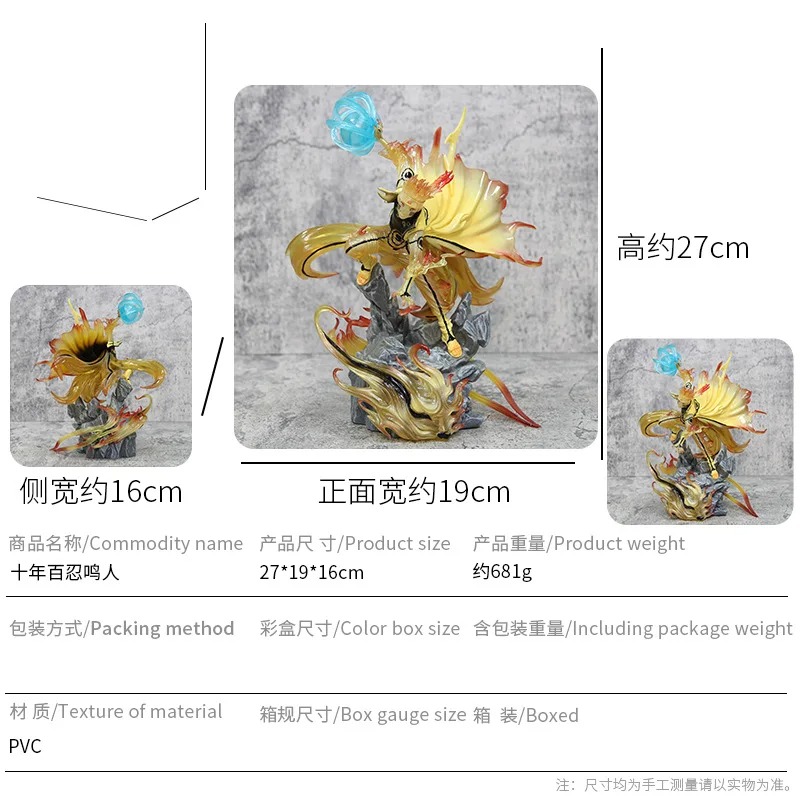 高约27cm
侧宽约16cm
正面宽约19cm
商品名称/Commodity name
产品尺 寸/Product size
产品重量/Product weight
十年百忍鸣人
27*19*16cm
约681g
包装方式/Packing method
彩盒尺寸/Color box size
含包装重量/Including package weight
材 质/Texture of material
箱规尺寸/Box gauge size
箱 装/Boxed
PVC
注：尺寸均为手工测量请以实物为准。